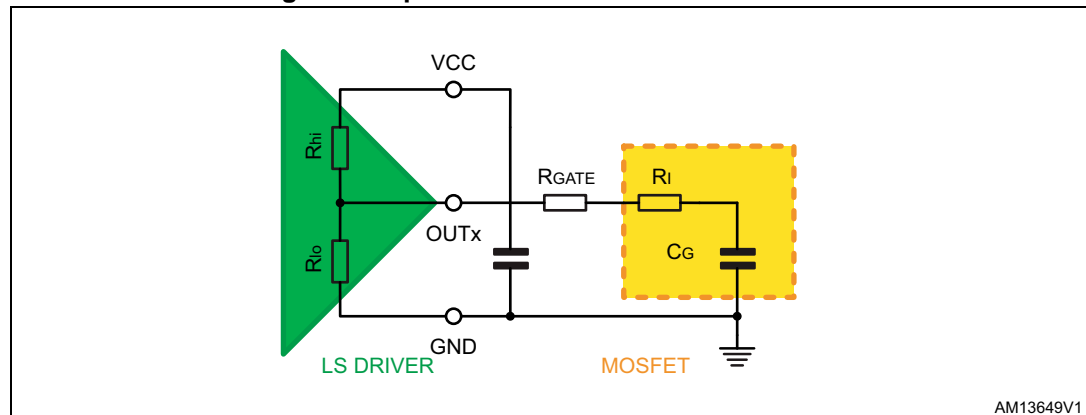 VCC
Rhi
RGATE
RI
OUTx
Rlo
CG
GND
LS DRIVER
MOSFET
AM13649V1